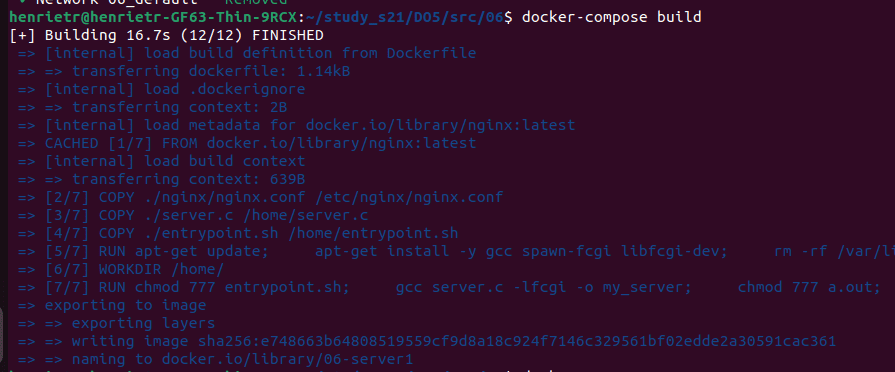 ✓ Network 06_default Removed
henrietr@henrietr-GF63-Thin-9RCX:~/study_s21/DO5/src/06$ docker-compose build
[+] Building 16.7s (12/12) FINISHED
=> [internal] load build definition from Dockerfile
=> => transferring dockerfile: 1.14kB
=> [internal] load .dockerignore
=> => transferring context: 2B
=> [internal] load metadata for docker.io/library/nginx:latest
=> CACHED [1/7] FROM docker.io/library/nginx:latest
=> [internal] load build context
=> => transferring context: 639B
=> [2/7] COPY ./nginx/nginx.conf /etc/nginx/nginx.conf
=> [3/7] COPY ./server.c /home/server.c
=> [4/7] COPY ./entrypoint.sh /home/entrypoint.sh
=> [5/7] RUN apt-get update;     apt-get install -y gcc spawn-fcgi libfcgi-dev;     rm -rf /var/li
=> [6/7] WORKDIR /home/
=> [7/7] RUN chmod 777 entrypoint.sh;     gcc server.c -lfcgi -o my_server;     chmod 777 a.out;
=> exporting to image
=> => exporting layers
=> => writing image sha256:e748663b64808519559cf9d8a18c924f7146c329561bf02edde2a30591cac361
=> => naming to docker.io/library/06-server1